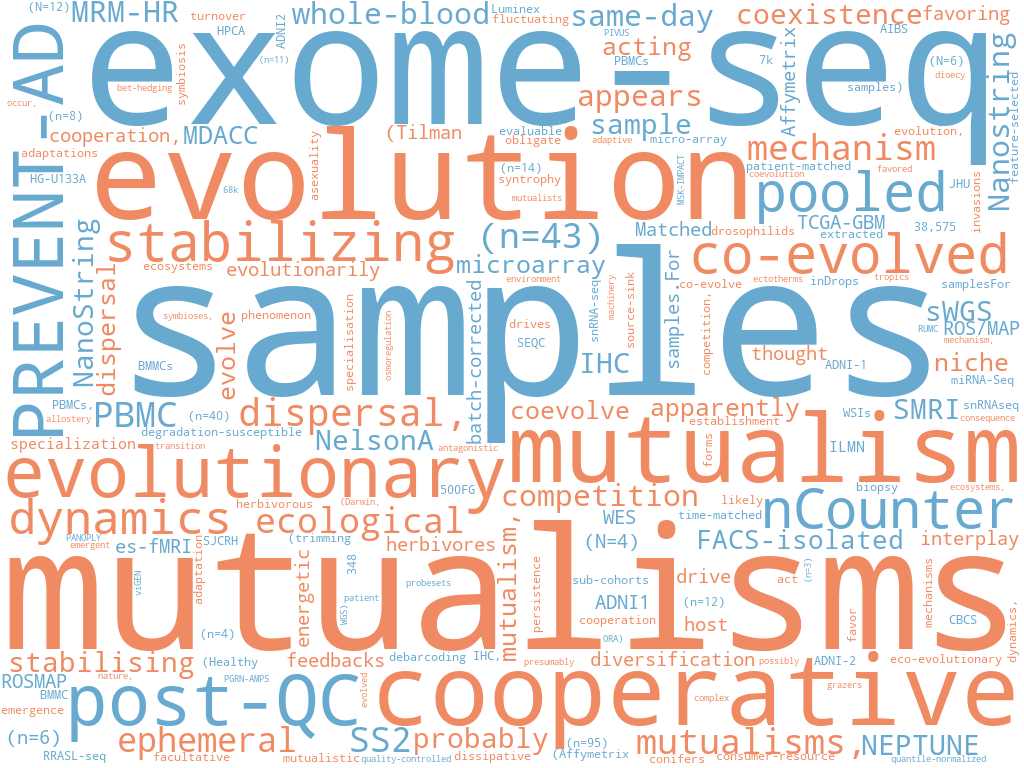 (N=12)
MRM-HR
turnover
HPCA
ADNI2
whole-blood
Luminex
fluctuating
same-day
PIVUS
coexistence
favoring
AIBS
exome-seq
symbiosis
(n=11)
acting
PBMCs
7k
Affymetrix
(N=6)
dioecy
Nanostring
feature-selected
PREVENT-AD
occur,
(n=8)
bet-hedging
appears
samples)
cooperation,
MDACC
(Tilman
evaluable
obligate
sample
adaptive
micro-array
evolution,
mechanism
adaptations
HG-U133A
68k
asexuality
evolution
(n=14)
syntrophy
mutualists
MSK-IMPACT
patient-matched
coevolution
favored
pooled
JHU
invasions
NanoString
stabilizing
(n=43)
Matched
drosophilids
TCGA-GBM
extracted
38,575
co-evolved
dispersal
ecosystems
evolutionarily
microarray
environment
snRNA-seq
machinery
source-sink
samples.For
co-evolve
ectotherms
inDrops
tropics
samplesFor
symbioses,
evolve
phenomenon
specialisation
osmoregulation
samples
batch-corrected
drives
SEQC
competition,
sWGS
RUMC
ROS7MAP
mechanism,
BMMCs
IHC
thought
ADNI-1
niche
miRNA-Seq
PBMCs,
allostery
PBMC
(n=40)
dispersal,
coevolve
apparently
establishment
WSIs
SMRI
snRNAseq
consequence
degradation-susceptible
specialization
transition
NelsonA
antagonistic
forms
mutualism
ILMN
evolutionary
500FG
herbivorous
(Darwin,
competition
likely
biopsy
ecosystems,
dynamics
ecological
WES
time-matched
nCounter
PANOPLY
emergent
es-fMRI
SJCRH
(trimming
herbivores
mutualism,
(N=4)
FACS-isolated
interplay
viGEN
adaptation
energetic
348
probesets
persistence
sub-cohorts
drive
act
(n=3)
mechanisms
mutualisms
patient
WGS)
ADNI1
(n=12)
cooperation
host
favor
CBCS
dynamics,
(n=4)
ORA)
stabilising
(Healthy
feedbacks
debarcoding
IHC,
presumably
diversification
possibly
ADNI-2
eco-evolutionary
ROSMAP
nature,
BMMC
PGRN-AMPS
evolved
cooperative
grazers
complex
emergence
post-QC
(n=6)
ephemeral
SS2
probably
(n=95)
mutualisms,
NEPTUNE
RRASL-seq
facultative
mutualistic
quality-controlled
dissipative
(Affymetrix
conifers
consumer-resource
quantile-normalized